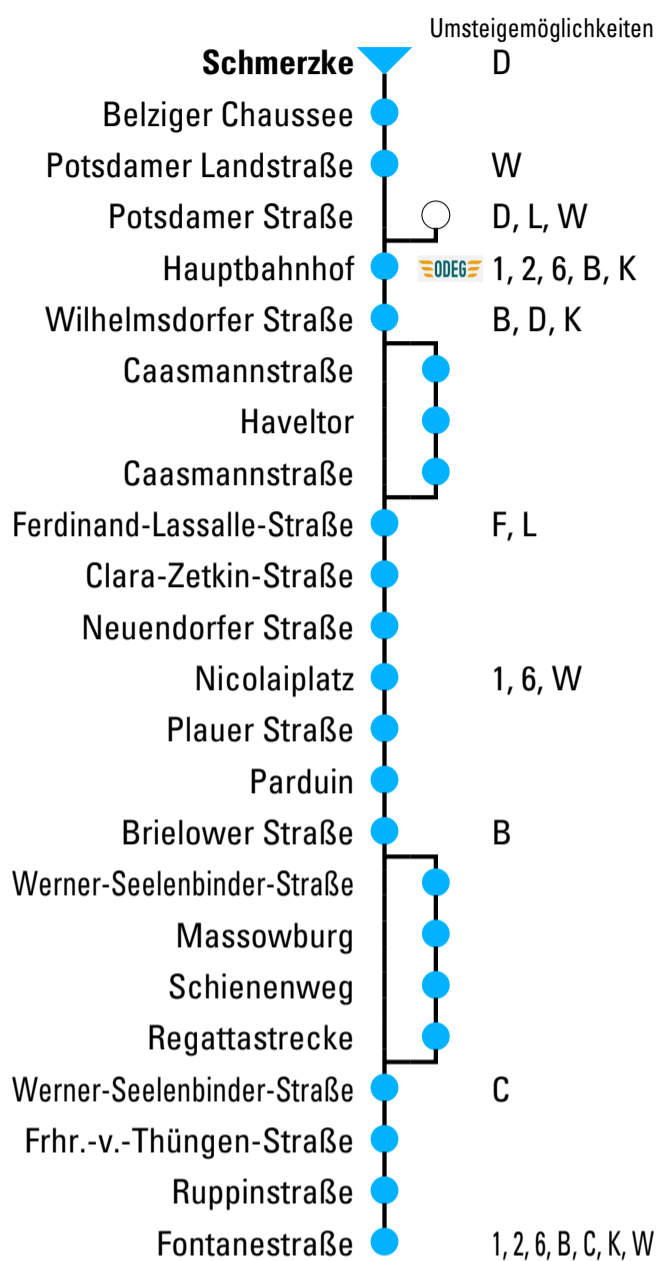 Umsteigemöglichkeiten
Schmerzke D
Belziger Chaussee
Potsdamer Landstraße W
Potsdamer Straße D, L, W
Hauptbahnhof ODEG 1, 2, 6, B, K
Wilhelmsdorfer Straße B, D, K
Caasmannstraße
Haveltor
Caasmannstraße
Ferdinand-Lassalle-Straße F, L
Clara-Zetkin-Straße
Neuendorfer Straße
Nicolaiplatz 1, 6, W
Plauer Straße
Parduin
Brielower Straße B
Werner-Seelenbinder-Straße
Massowburg
Schienenweg
Regattastrecke
Werner-Seelenbinder-Straße C
Frhr.-v.-Thüngen-Straße
Ruppinstraße
Fontanestraße 1, 2, 6, B, C, K, W